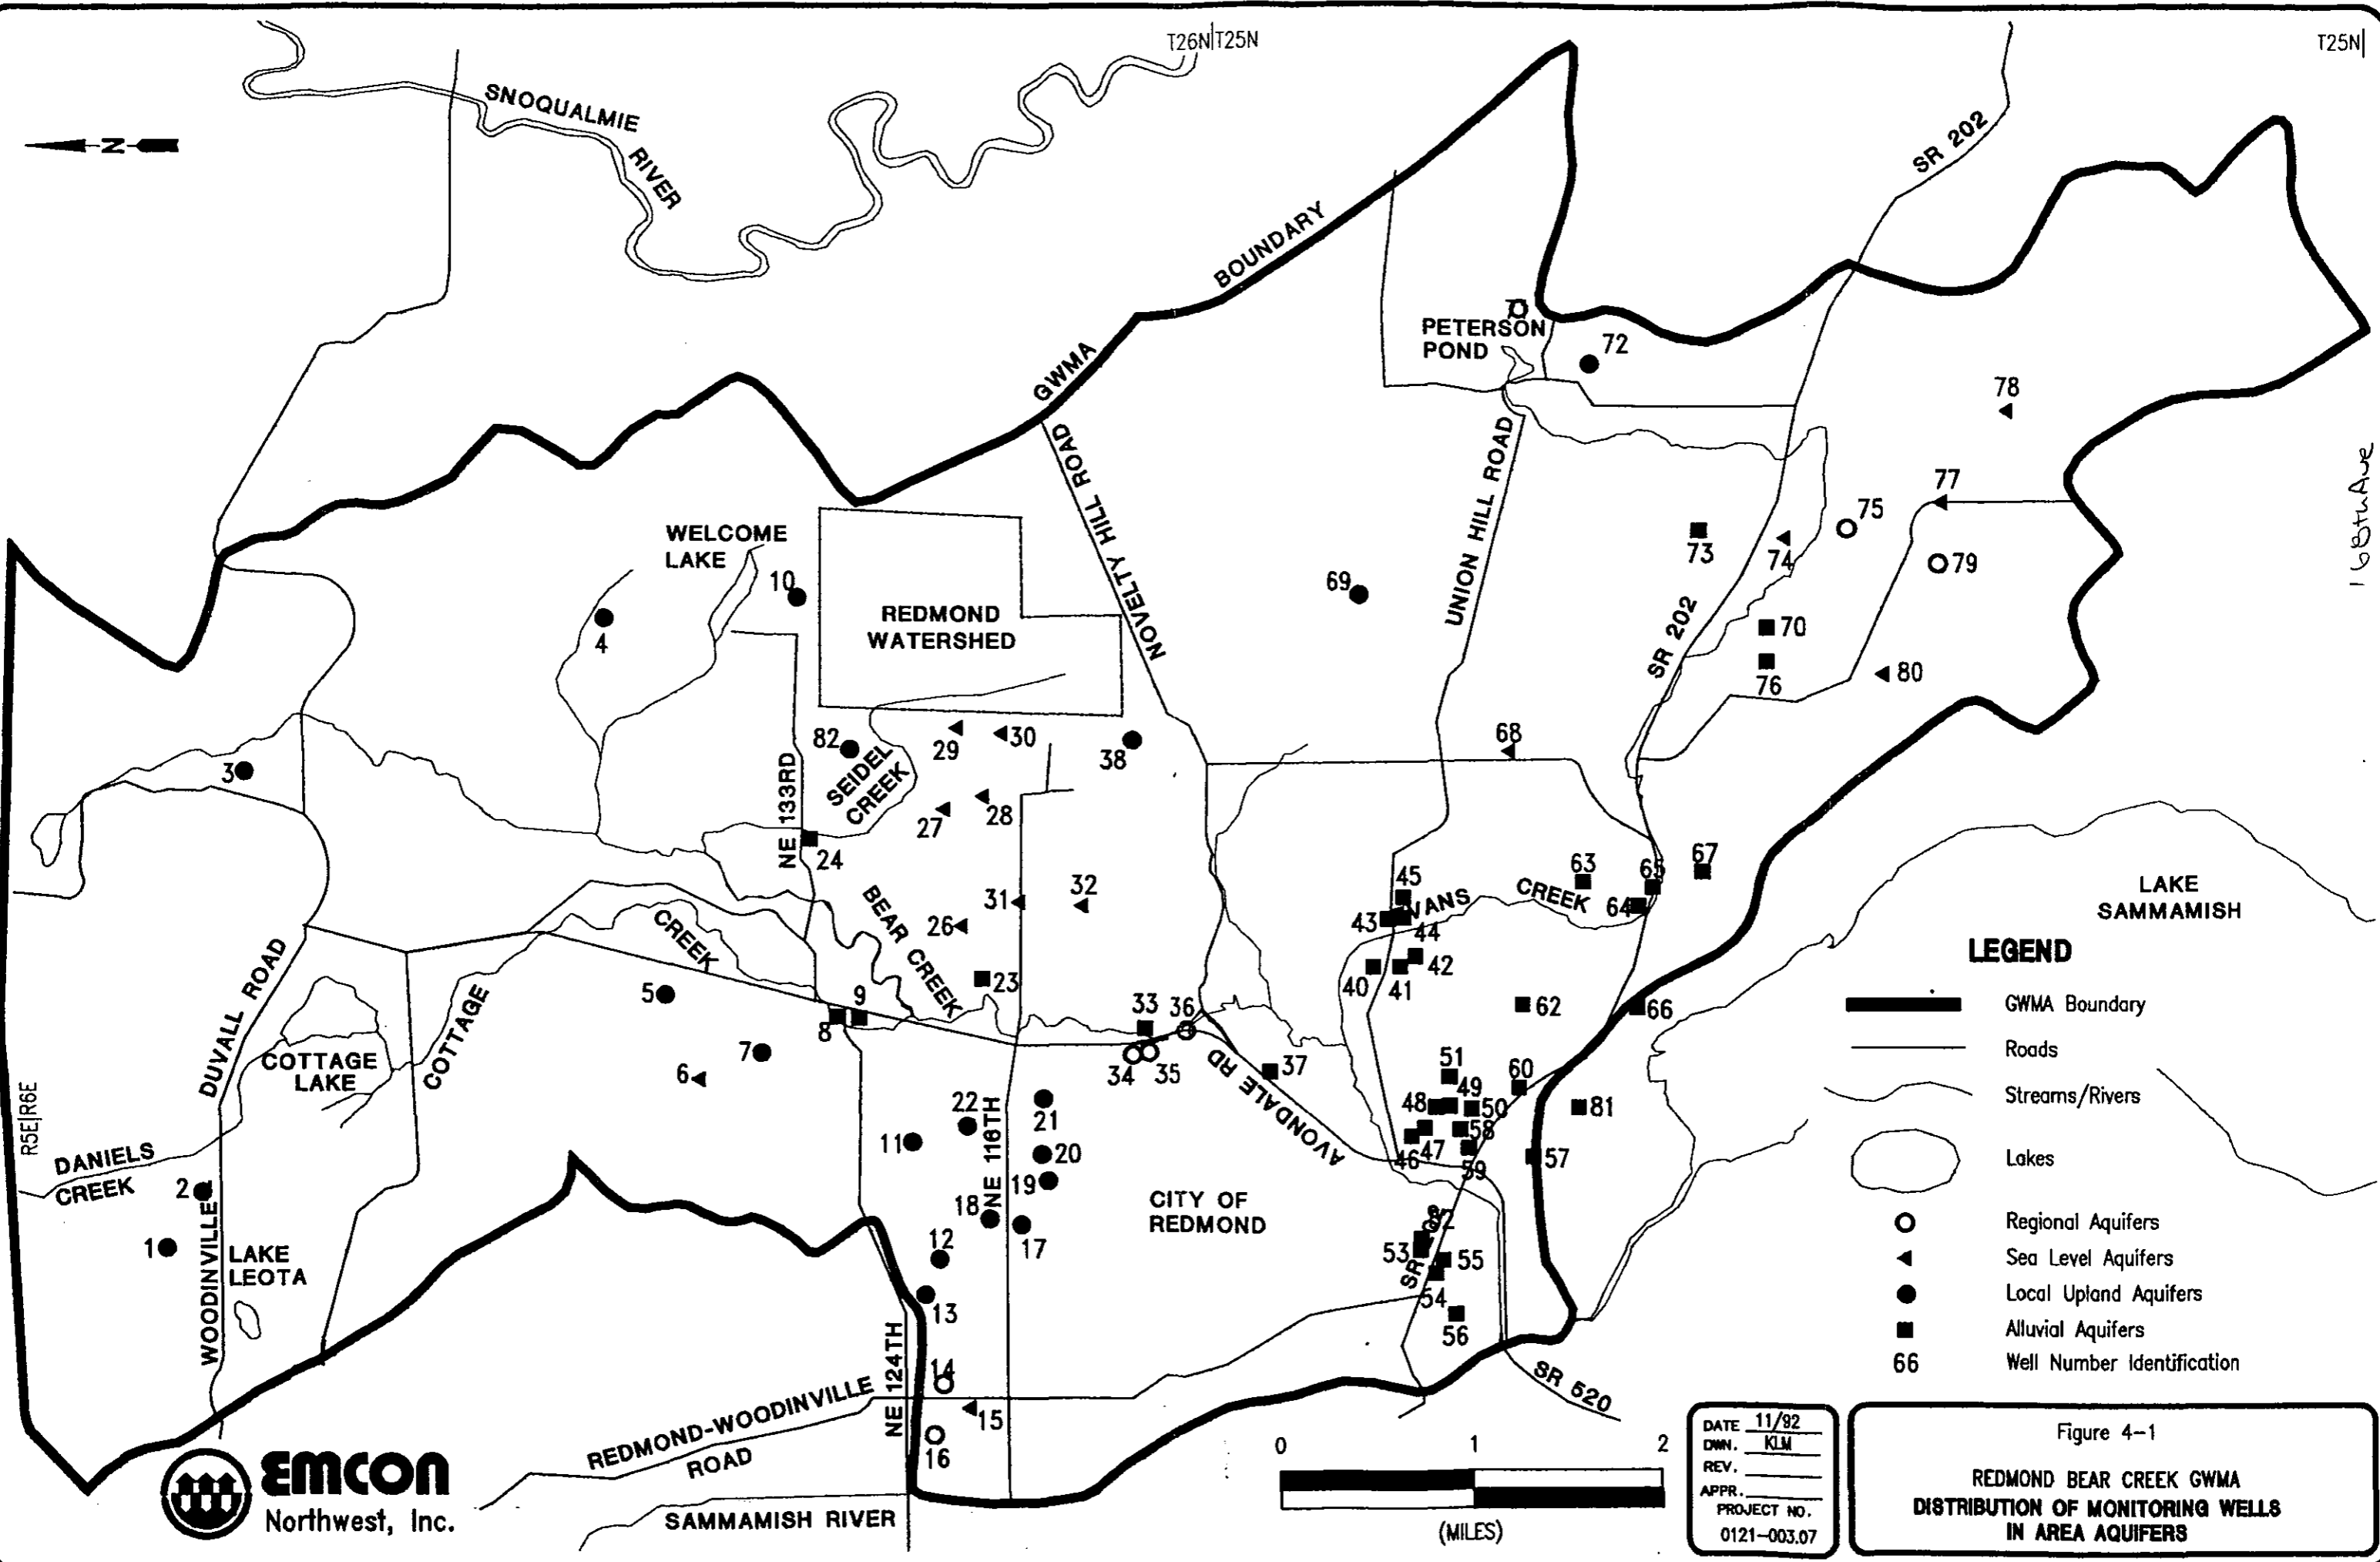 T26N|T25N
T25N|
SNOQUALMIE
RIVER
N
SR 202
BOUNDARY
GWMA
PETERSON
POND
72
78
NOVELTY HILL ROAD
UNION HILL ROAD
77
75
168th Ave
WELCOME
LAKE
73
74
79
10
69
4
REDMOND
WATERSHED
SR 202
70
76
80
82
29
30
38
68
3
SEIDEL
CREEK
NE 133RD
27
28
24
63
65
67
LAKE
SAMMAMISH
BEAR CREEK
31
32
45
43
VANS
CREEK
64
26
44
CREEK
DUVALL ROAD
23
40
41
42
LEGEND
5
9
8
33
36
62
66
GWMA Boundary
COTTAGE
LAKE
COTTAGE
7
6
34
35
37
AVONDALE RD
51
60
Roads
R5E|R6E
49
48
50
81
Streams/Rivers
22
21
NE 116TH
11
58
46
47
59
57
DANIELS
CREEK
20
19
Lakes
2
18
17
CITY OF
REDMOND
52
Regional Aquifers
1
LAKE
LEOTA
WOODINVILLE
12
53
55
SR
Sea Level Aquifers
13
54
Local Upland Aquifers
56
Alluvial Aquifers
66
Well Number Identification
NE 124TH
14
15
16
SR 520
REDMOND-WOODINVILLE
ROAD
EMCON
Northwest, Inc.
SAMMAMISH RIVER
0 1 2
(MILES)
DATE 11/92
DWN. KLM
REV.
APPR.
PROJECT NO.
0121-003.07
Figure 4-1
REDMOND BEAR CREEK GWMA
DISTRIBUTION OF MONITORING WELLS
IN AREA AQUIFERS